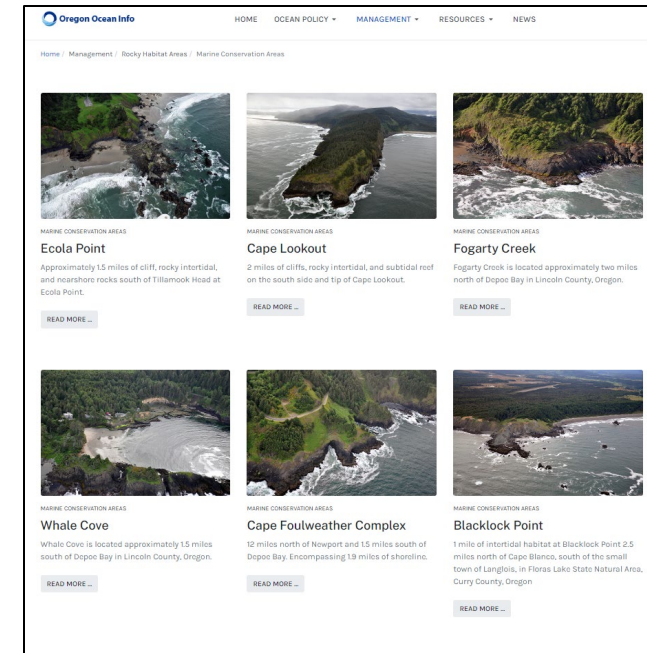 Oregon Ocean Info
HOME OCEAN POLICY MANAGEMENT RESOURCES NEWS
Home / Management / Rocky Habitat Areas / Marine Conservation Areas
MARINE CONSERVATION AREAS
Ecola Point
Approximately 1.5 miles of cliff, rocky intertidal,
and nearshore rocks south of Tillamook Head at
Ecola Point.
READ MORE ...
MARINE CONSERVATION AREAS
Cape Lookout
2 miles of cliffs, rocky intertidal, and subtidal reef
on the south side and tip of Cape Lookout.
READ MORE ...
MARINE CONSERVATION AREAS
Fogarty Creek
Fogarty Creek is located approximately two miles
north of Depoe Bay in Lincoln County, Oregon.
READ MORE ...
MARINE CONSERVATION AREAS
Whale Cove
Whale Cove is located approximately 1.5 miles
south of Depoe Bay in Lincoln County, Oregon.
READ MORE ...
MARINE CONSERVATION AREAS
Cape Foulweather Complex
12 miles north of Newport and 1.5 miles south of
Depoe Bay. Encompassing 1.9 miles of shoreline.
READ MORE ...
MARINE CONSERVATION AREAS
Blacklock Point
1 mile of intertidal habitat at Blacklock Point 2.5
miles north of Cape Blanco, south of the small
town of Langlois, in Floras Lake State Natural Area,
Curry County, Oregon
READ MORE ...